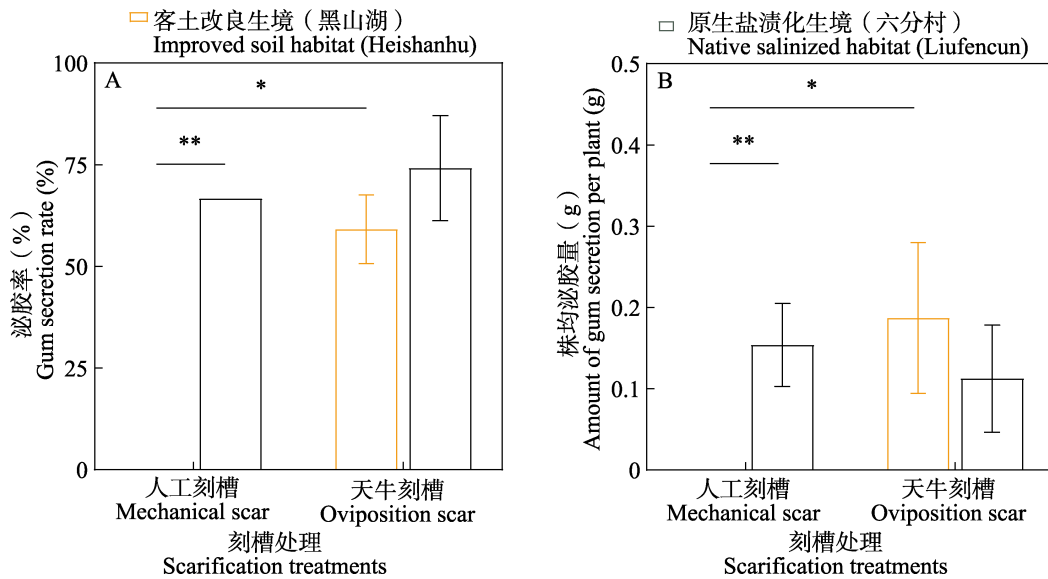 客土改良生境（黑山湖）
Improved soil habitat (Heishanhu)
原生盐渍化生境（六分村）
Native salinized habitat (Liufencun)
A
泌胶率（%）
Gum secretion rate (%)
100
75
50
25
0
*
**
人工刻槽
Mechanical scar
天牛刻槽
Oviposition scar
刻槽处理
Scarification treatments
B
株均泌胶量（g）
Amount of gum secretion per plant (g)
0.5
0.4
0.3
0.2
0.1
0
*
**
人工刻槽
Mechanical scar
天牛刻槽
Oviposition scar
刻槽处理
Scarification treatments